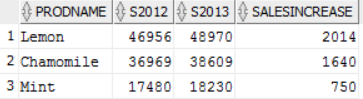 PRODNAME S2012 S2013 SALESINCREASE
1 Lemon 46956 48970 2014
2 Chamomile 36969 38609 1640
3 Mint 17480 18230 750